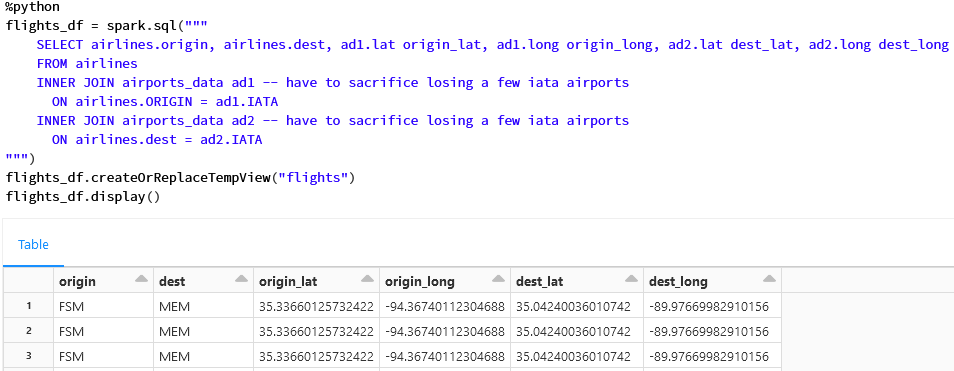 %python
flights_df = spark.sql("""
    SELECT airlines.origin, airlines.dest, ad1.lat origin_lat, ad1.long origin_long, ad2.lat dest_lat, ad2.long dest_long
    FROM airlines
    INNER JOIN airports_data ad1 -- have to sacrifice losing a few iata airports
      ON airlines.ORIGIN = ad1.IATA
    INNER JOIN airports_data ad2 -- have to sacrifice losing a few iata airports
      ON airlines.dest = ad2.IATA
""")
flights_df.createOrReplaceTempView("flights")
flights_df.display()
Table
origin dest origin_lat origin_long dest_lat dest_long
1 FSM MEM 35.33660125732422 -94.36740112304688 35.04240036010742 -89.97669982910156
2 FSM MEM 35.33660125732422 -94.36740112304688 35.04240036010742 -89.97669982910156
3 FSM MEM 35.33660125732422 -94.36740112304688 35.04240036010742 -89.97669982910156